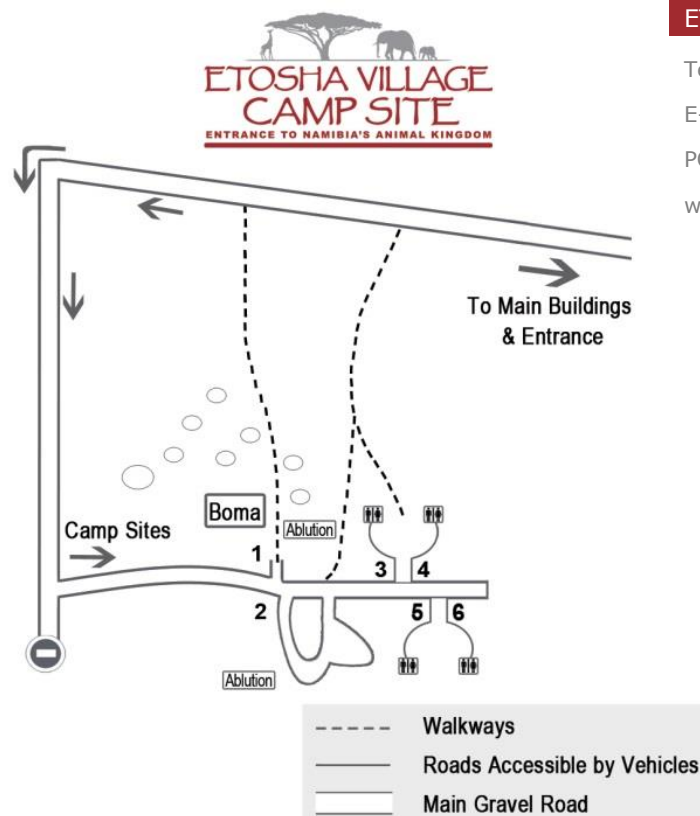 ETOSHA VILLAGE
CAMP SITE
ENTRANCE TO NAMIBIA'S ANIMAL KINGDOM
To Main Buildings
& Entrance
Boma
Ablution
Camp Sites
1
3
4
2
5
6
Ablution
Walkways
Roads Accessible by Vehicles
Main Gravel Road